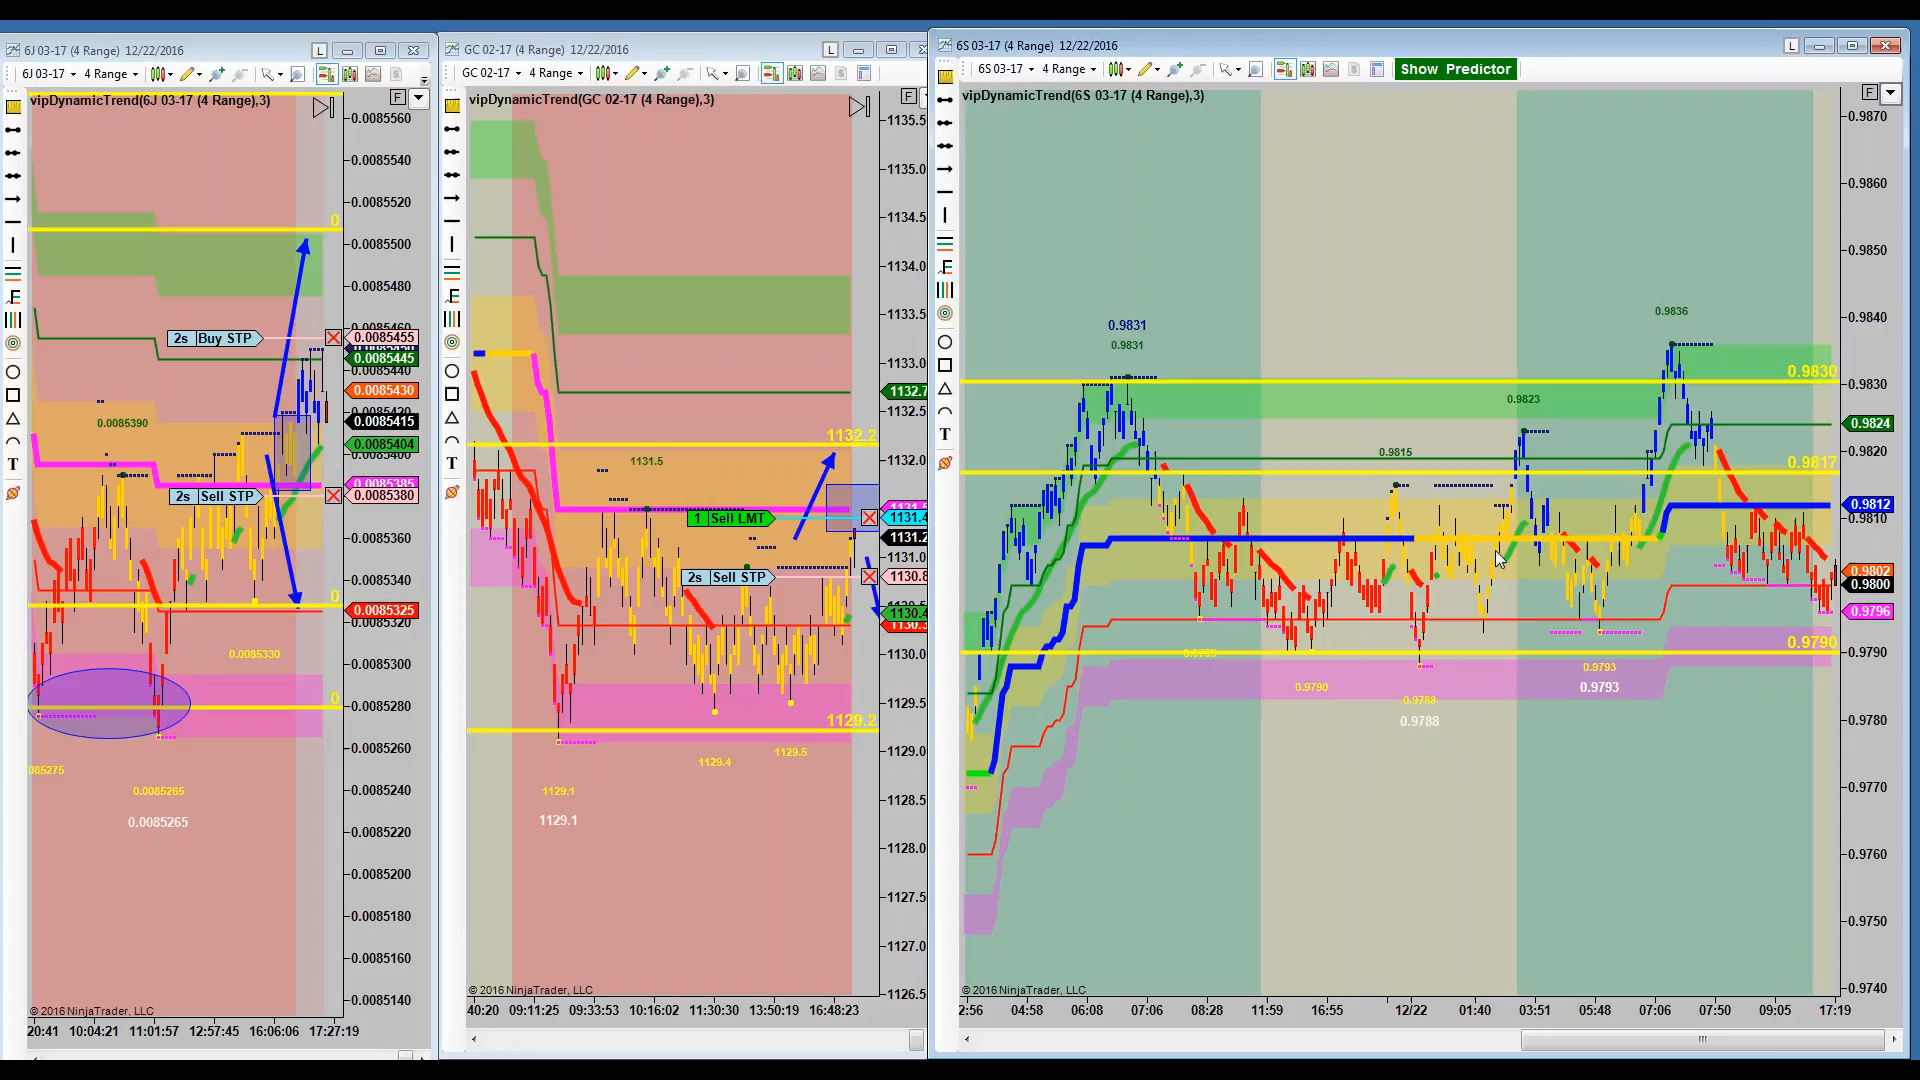 6J 03-17 (4 Range) 12/22/2016
L
6J 03-17
4 Range
vipDynamicTrend(6J 03-17 (4 Range),3)
F
0.0085560
0.0085540
0.0085520
0
0.0085500
0.0085480
2s Buy STP
0.0085455
0.0085445
0.0085440
0.0085430
0.0085415
0.0085390
0.0085404
0.0085385
2s Sell STP
0.0085380
0.0085360
0.0085340
0
0.0085325
0.0085320
0.0085330
0.0085300
0
0.0085280
0.0085260
085275
0.0085265
0.0085240
0.0085265
0.0085220
0.0085200
0.0085180
0.0085160
0.0085140
© 2016 NinjaTrader, LLC
20:41 10:04:21 11:01:57 12:57:45 16:06:06 17:27:19
T
GC 02-17 (4 Range) 12/22/2016
L
GC 02-17
4 Range
vipDynamicTrend(GC 02-17 (4 Range),3)
F
1135.5
1135.0
1134.5
1134.0
1133.5
1133.0
1132.7
1132.5
1132.2
1132.0
1131.5
1 Sell LMT
1131.4
1131.2
1131.0
2s Sell STP
1130.8
1130.4
1130.0
1129.5
1129.2
1129.0
1129.5
1129.4
1129.1
1129.1
1128.5
1128.0
1127.5
1127.0
1126.5
© 2016 NinjaTrader, LLC
40:20 09:11:25 09:33:53 10:16:02 11:30:30 13:50:19 16:48:23
T
6S 03-17 (4 Range) 12/22/2016
L
6S 03-17
4 Range
Show Predictor
vipDynamicTrend(6S 03-17 (4 Range),3)
F
0.9870
0.9860
0.9850
0.9840
0.9836
0.9831
0.9831
0.9830
0.9830
0.9823
0.9824
0.9820
0.9815
0.9817
0.9812
0.9810
0.9802
0.9800
0.9796
0.9790
0.9790
0.9793
0.9793
0.9790
0.9788
0.9788
0.9780
0.9770
0.9760
0.9750
0.9740
© 2016 NinjaTrader, LLC
2:56 04:58 06:08 07:06 08:28 11:59 16:55 12/22 01:40 03:51 05:48 07:06 07:50 09:05 17:19
T